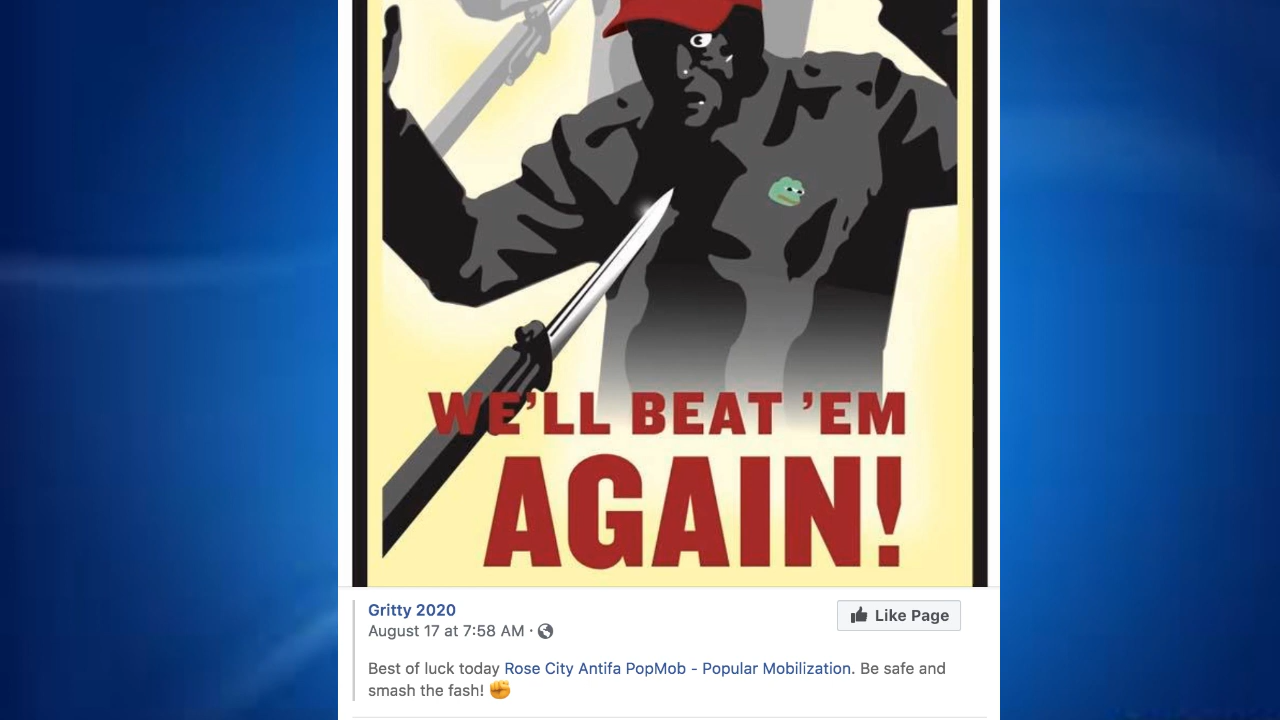 WE'LL BEAT 'EM
AGAIN!
Gritty 2020
Like Page
August 17 at 7:58 AM ·
Best of luck today Rose City Antifa PopMob - Popular Mobilization. Be safe and
smash the fash! ✊